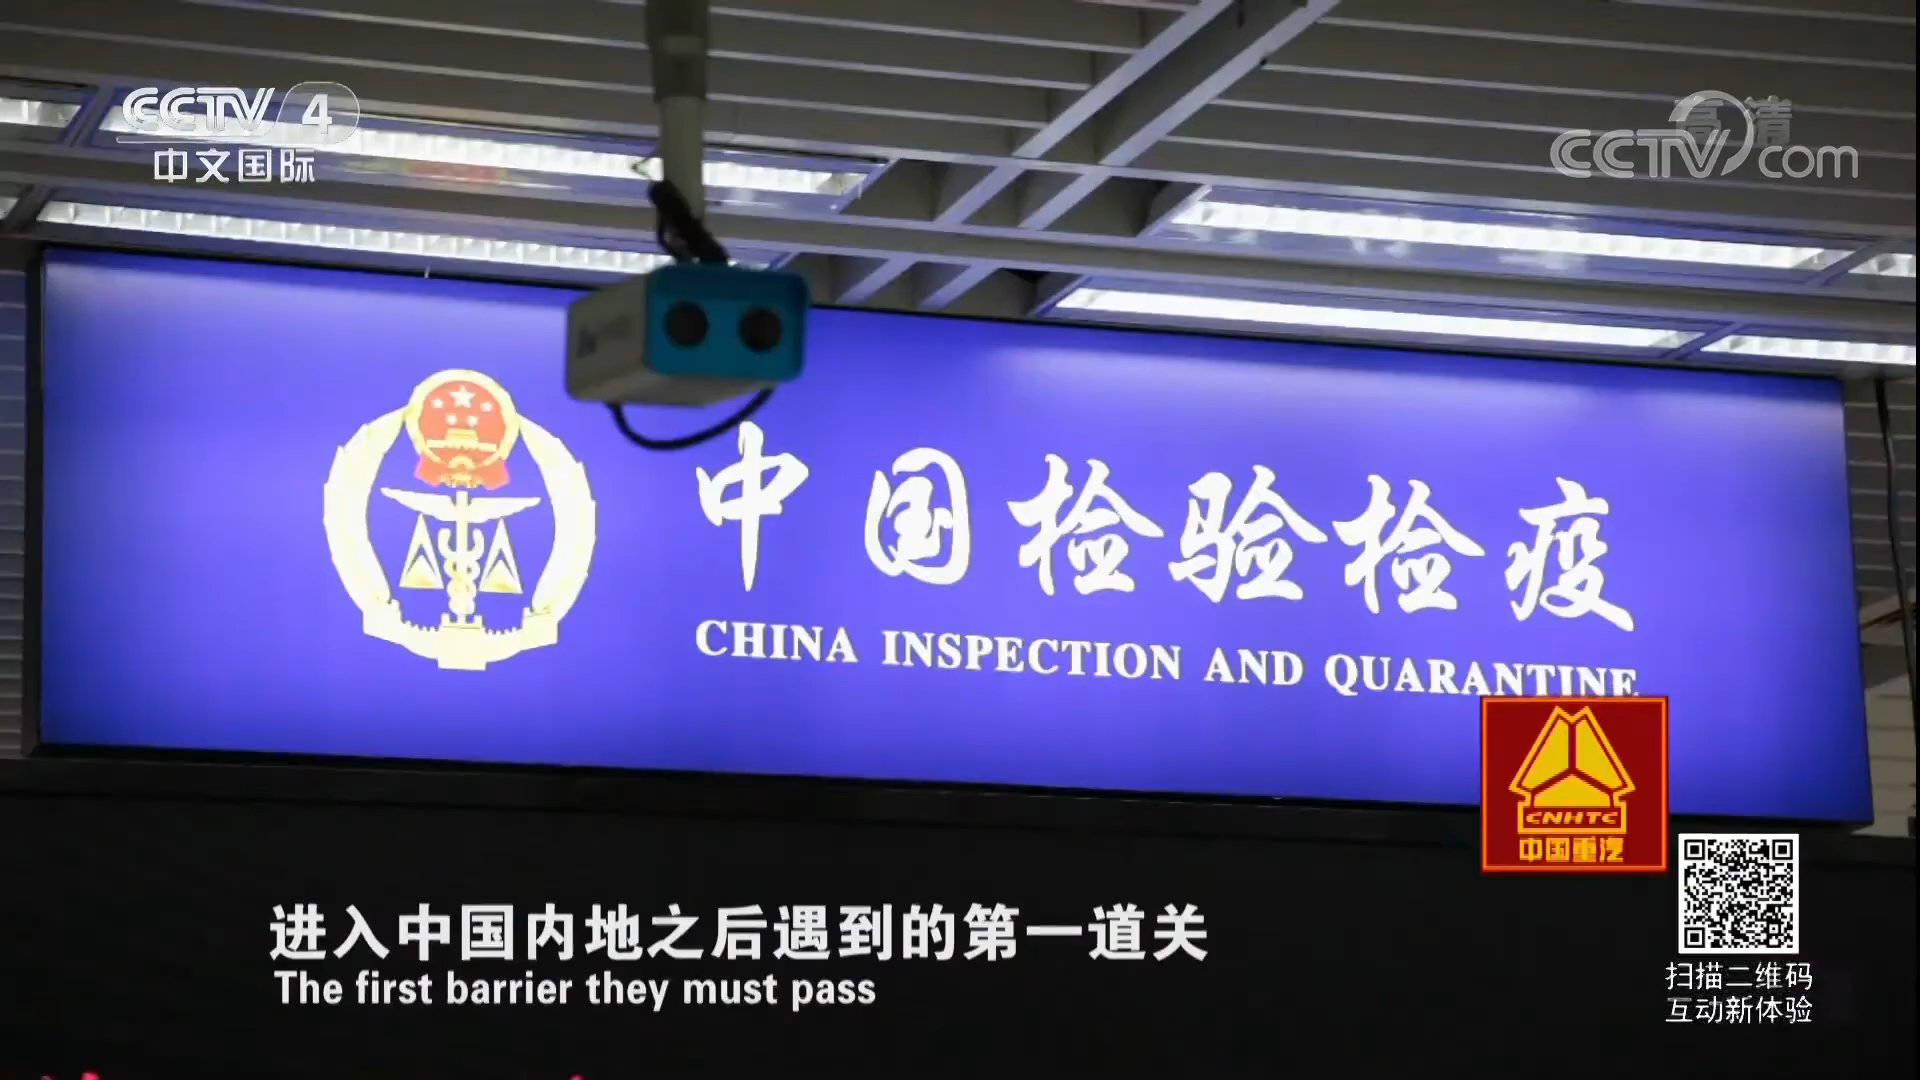 CCTV 4
中文国际
高清
CCTV.com
中国检验检疫
CHINA INSPECTION AND QUARANTINE
CNHTC
中国重汽
进入中国内地之后遇到的第一道关
The first barrier they must pass
扫描二维码
互动新体验